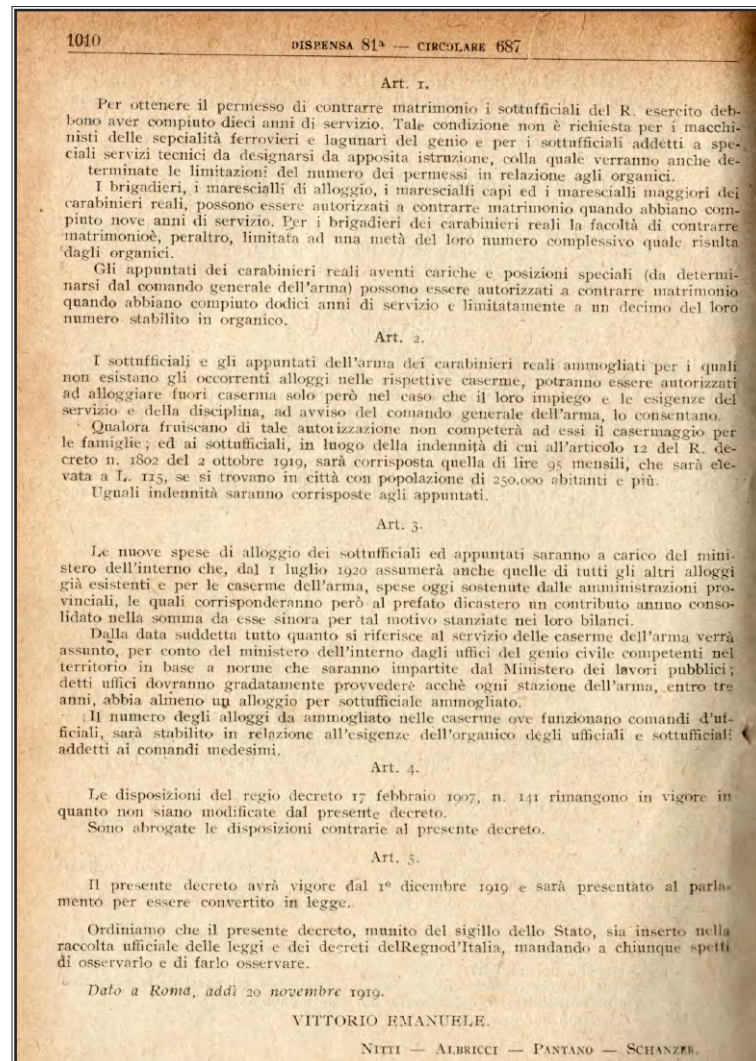 1010
DISPENSA 81ª — CIRCOLARE 687
Art. 1.
Per ottenere il permesso di contrarre matrimonio i sottufficiali del R. esercito deb-
bono aver compiuto dieci anni di servizio. Tale condizione non è richiesta per i macchi-
nisti delle sepcialità ferrovieri e lagunari del genio e per i sottufficiali addetti a spe-
ciali servizi tecnici da designarsi da apposita istruzione, colla quale verranno anche de-
terminate le limitazioni del numero dei permessi in relazione agli organici.
I brigadieri, i marescialli di alloggio, i marescialli capi ed i marescialli maggiori dei
carabinieri reali, possono essere autorizzati a contrarre matrimonio quando abbiano com-
pinto nove anni di servizio. Per i brigadieri dei carabinieri reali la facoltà di contrarre
matrimonioè, peraltro, limitata ad nna metà del loro numero complessivo quale risulta
dagli organici.
Gli appuntati dei carabinieri reali aventi cariche e posizioni speciali (da determi-
narsi dal comando generale dell'arma) possono essere autorizzati a contrarre matrimonio
quando abbiano compiuto dodici anni di servizio e limitatamente a un decimo del loro
numero stabilito in organico.
Art. 2.
I sottufficiali e gli appuntati dell'arma dei carabinieri reali ammogliati per i quali
non esistano gli occorrenti alloggi nelle rispettive caserme, potranno essere autorizzati
ad alloggiare fuori caserma solo però nel caso che il loro impiego e le esigenze del
servizio e della disciplina, ad avviso del comando generale dell'arma, lo consentano.
Qualora fruiscano di tale autorizzazione non competerà ad essi il casermaggio per
le famiglie; ed ai sottufficiali, in luogo della indennità di cui all'articolo 12 del R. de-
creto n. 1802 del 2 ottobre 1919, sarà corrisposta quella di lire 95 mensili, che sarà ele-
vata a L. 115, se si trovano in città con popolazione di 250.000 abitanti e più.
Uguali indennità saranno corrisposte agli appuntati.
Art. 3.
Le nuove spese di alloggio dei sottufficiali ed appuntati saranno a carico del mini-
stero dell'interno che, dal 1 luglio 1920 assumerà anche quelle di tutti gli altri alloggi
già esistenti e per le caserme dell'arma, spese oggi sostenute dalle amministrazioni pro-
vinciali, le quali corrisponderanno però al prefato dicastero un contributo annuo conso-
lidato nella somma da esse sinora per tal motivo stanziate nei loro bilanci.
Dalla data suddetta tutto quanto si riferisce al servizio delle caserme dell'arma verrà
assunto, per conto del ministero dell'interno dagli uffici del genio civile competenti nel
territorio in base a norme che saranno impartite dal Ministero dei lavori pubblici;
detti uffici dovranno gradatamente provvedere acchè ogni stazione dell'arma, entro tre
anni, abbia almeno un alloggio per sottufficiale ammogliato.
Il numero degli alloggi da ammogliato nelle caserme ove funzionano comandi d'uf-
ficiali, sarà stabilito in relazione all'esigenze dell'organico degli ufficiali e sottufficiali
addetti ai comandi medesimi.
Art. 4.
Le disposizioni del regio decreto 17 febbraio 1907, n. 141 rimangono in vigore in
quanto non siano modificate dal presente decreto.
Sono abrogate le disposizioni contrarie al presente decreto.
Art. 5.
Il presente decreto avrà vigore dal 1º dicembre 1919 e sarà presentato al parla-
mento per essere convertito in legge.
Ordiniamo che il presente decreto, munito del sigillo dello Stato, sia inserto nella
raccolta ufficiale delle leggi e dei decreti delRegnod'Italia, mandando a chiunque spetti
di osservarlo e di farlo osservare.
Dato a Roma, addì 20 novembre 1919.
VITTORIO EMANUELE.
NITTI — ALBRICCI — PANTANO — SCHANZER.